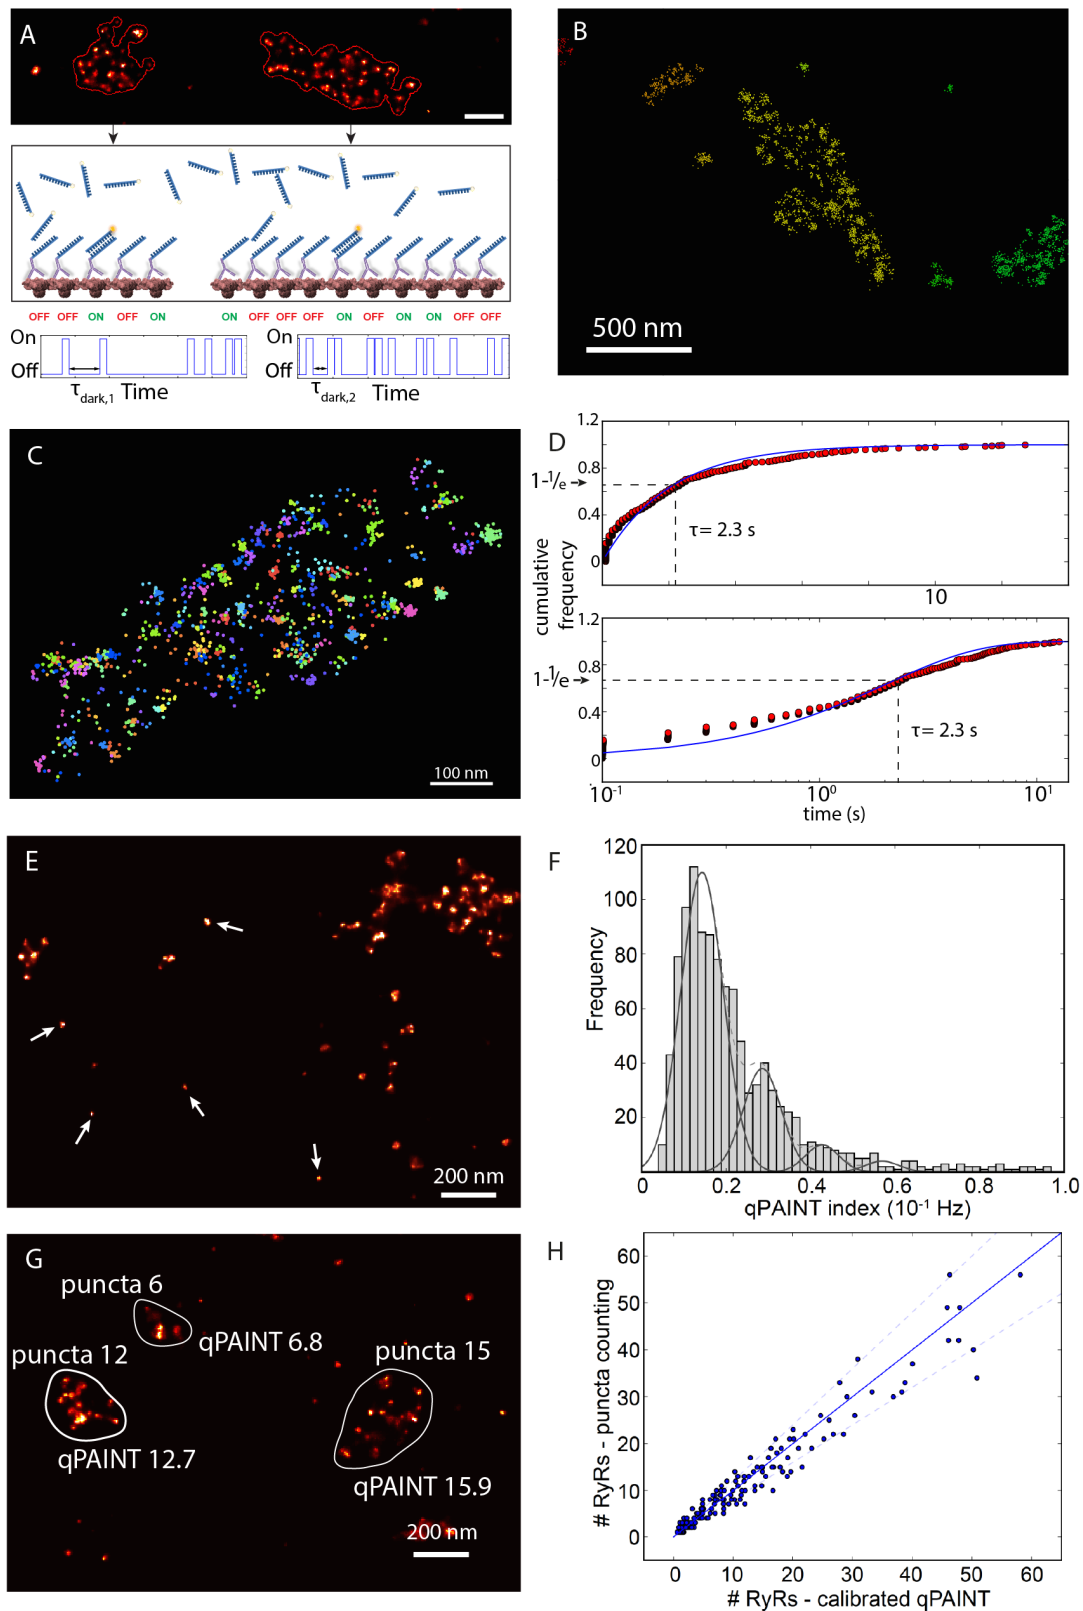 A
OFF OFF ON OFF ON
ON OFF OFF OFF ON OFF ON ON OFF OFF
On
Off
τdark,1 Time
On
Off
τdark,2 Time
B
500 nm
C
100 nm
D
cumulative frequency
1.2
1-1/e
0.8
0.4
0
τ= 2.3 s
10
1.2
1-1/e
0.8
0.4
0
τ= 2.3 s
10-1 100 101
time (s)
E
200 nm
F
Frequency
120
100
80
60
40
20
0 0.2 0.4 0.6 0.8 1.0
qPAINT index (10-1 Hz)
G
puncta 6
qPAINT 6.8
puncta 12
qPAINT 12.7
puncta 15
qPAINT 15.9
200 nm
H
# RyRs - puncta counting
60
50
40
30
20
10
0
0 10 20 30 40 50 60
# RyRs - calibrated qPAINT